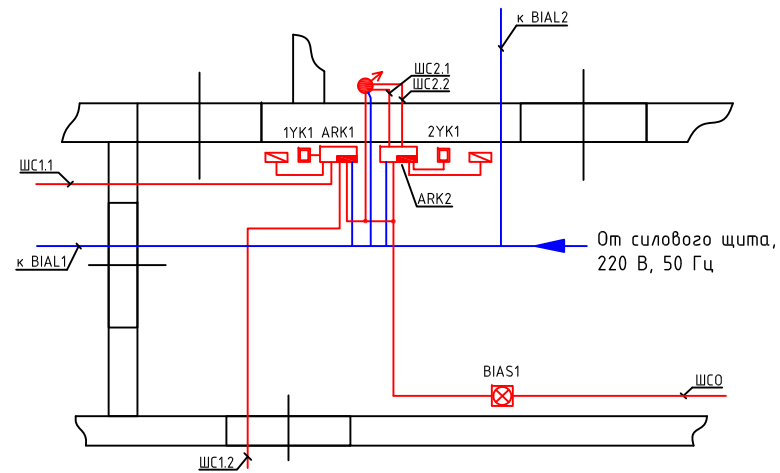 к BIAL2
ШС2.1
ШС2.2
1YK1 ARK1
2YK1
ШС1.1
ARK2
От силового щита,
220 В, 50 Гц
к BIAL1
BIAS1
ШСО
ШС1.2